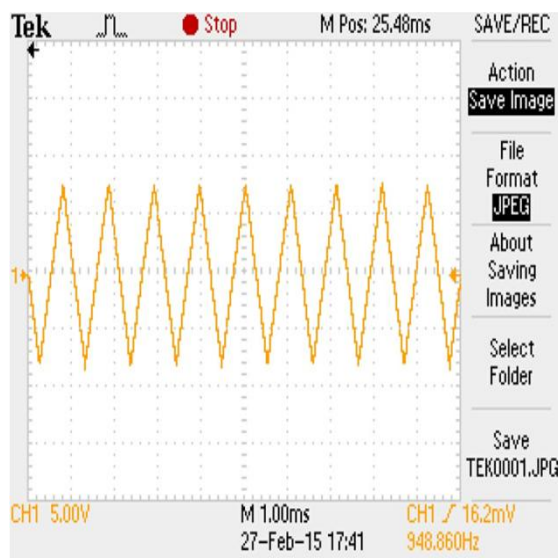 Tek Stop M Pos: 25.48ms SAVE/REC
Action
Save Image
File
Format
JPEG
About
Saving
Images
Select
Folder
Save
TEK0001.JPG
1
CH1 5.00V M 1.00ms CH1 16.2mV
27-Feb-15 17:41 948.860Hz